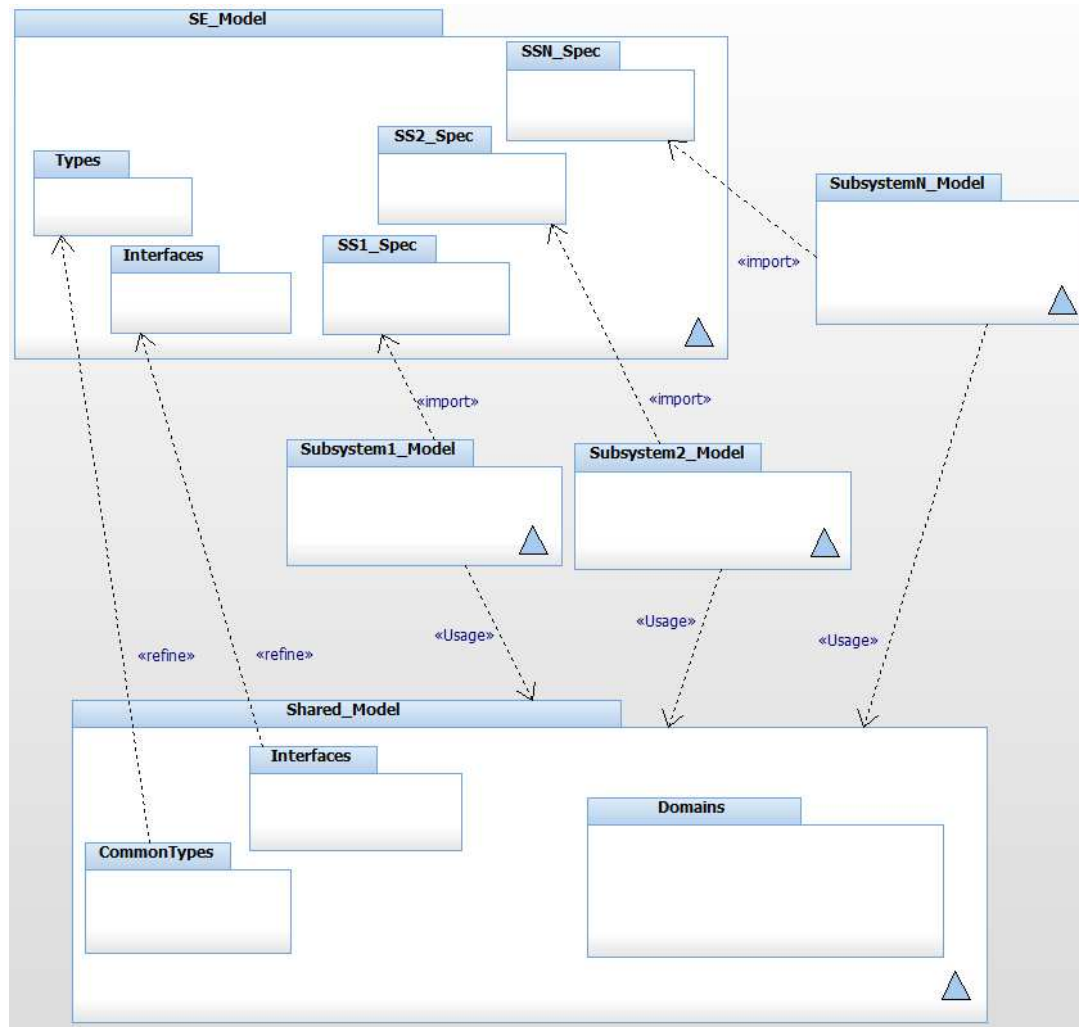 SE_Model
SSN_Spec
SS2_Spec
Types
SubsystemN_Model
SS1_Spec
Interfaces
«import»
«import»
«import»
Subsystem1_Model
Subsystem2_Model
«Usage»
«Usage»
«Usage»
«refine»
«refine»
Shared_Model
Interfaces
Domains
CommonTypes